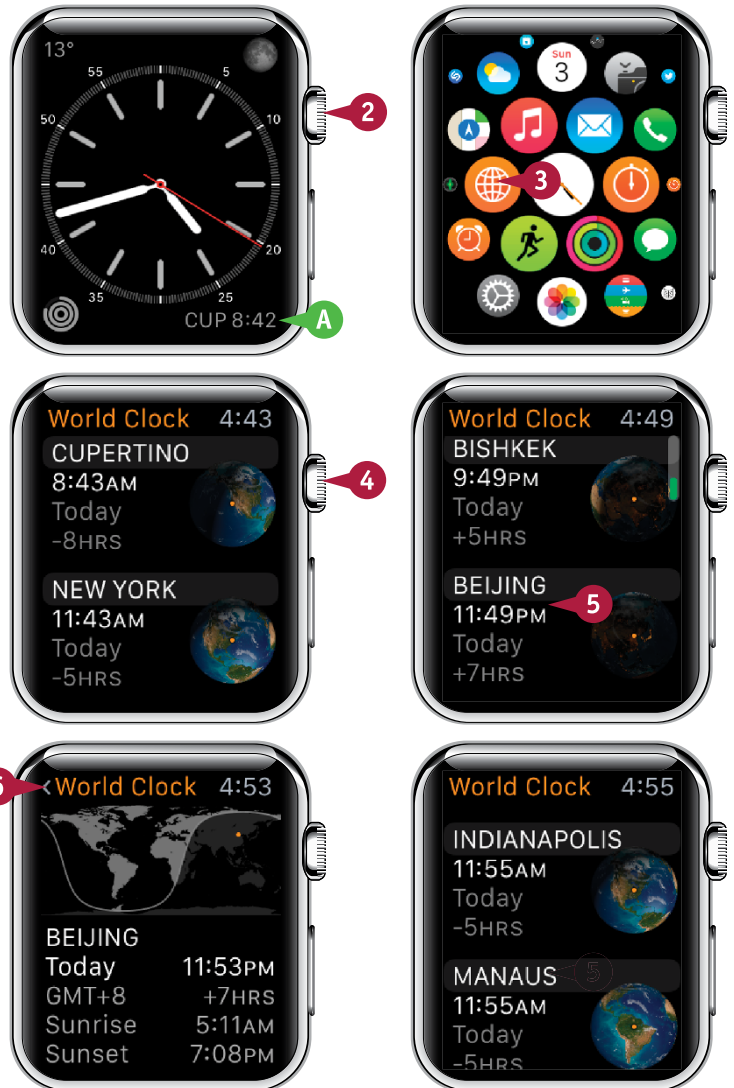 13°
55
5
50
10
40
20
35
25
CUP 8:42
A
2
Sun
3
3
World Clock 4:43
CUPERTINO
8:43AM
Today
-8HRS
NEW YORK
11:43AM
Today
-5HRS
4
World Clock 4:49
BISHKEK
9:49PM
Today
+5HRS
BEIJING
11:49PM
Today
+7HRS
5
6
<World Clock 4:53
BEIJING
Today 11:53PM
GMT+8 +7HRS
Sunrise 5:11AM
Sunset 7:08PM
World Clock 4:55
INDIANAPOLIS
11:55AM
Today
-5HRS
MANAUS
5
11:55AM
Today
-5HRS